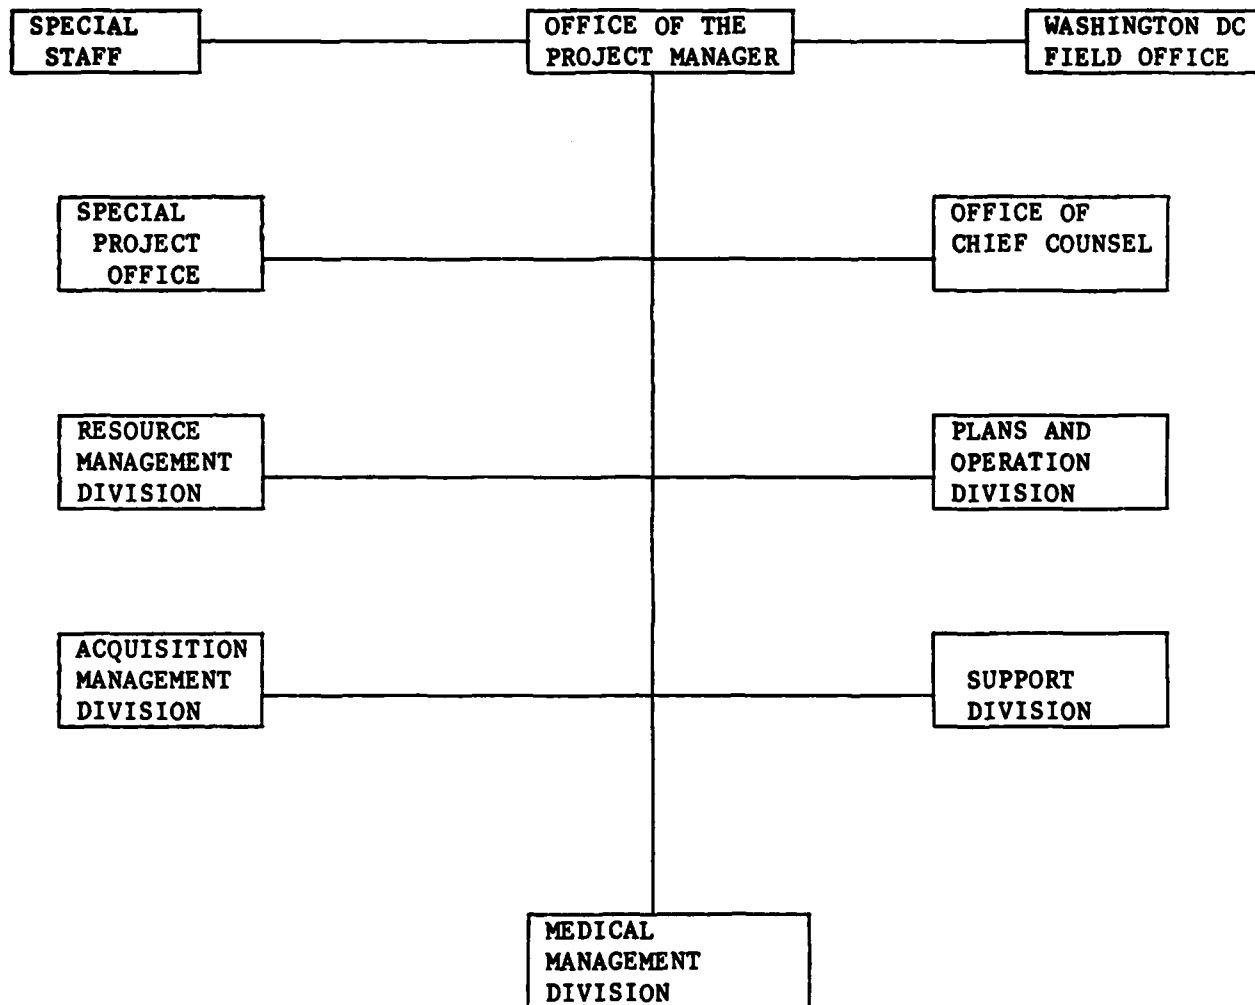 SPECIAL
STAFF
OFFICE OF THE
PROJECT MANAGER
WASHINGTON DC
FIELD OFFICE
SPECIAL
PROJECT
OFFICE
OFFICE OF
CHIEF COUNSEL
RESOURCE
MANAGEMENT
DIVISION
PLANS AND
OPERATION
DIVISION
ACQUISITION
MANAGEMENT
DIVISION
SUPPORT
DIVISION
MEDICAL
MANAGEMENT
DIVISION